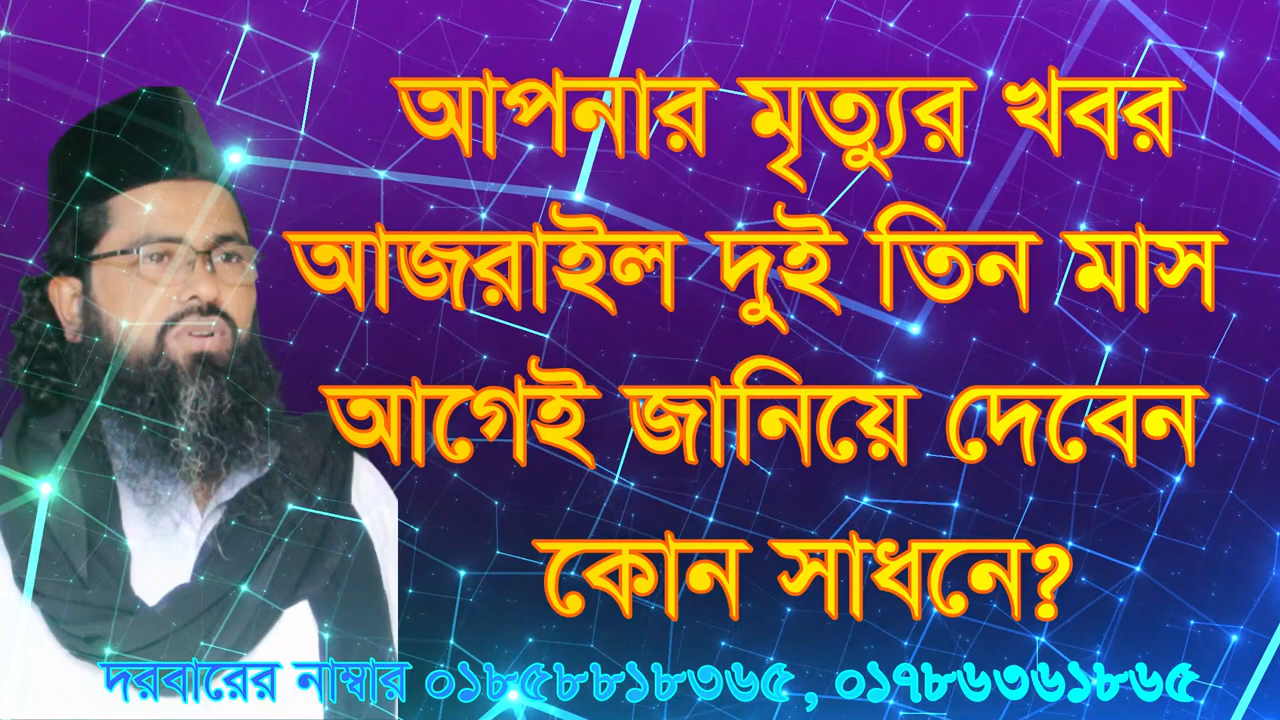 আপনার মৃত্যুর খবর
আজরাইল দুই তিন মাস
আগেই জানিয়ে দেবেন
কোন সাধনে?
দরবারের নাম্বার ০১৮৫৮৮১৮৩৬৫, ০১৭৮৬৩৬১৮৬৫